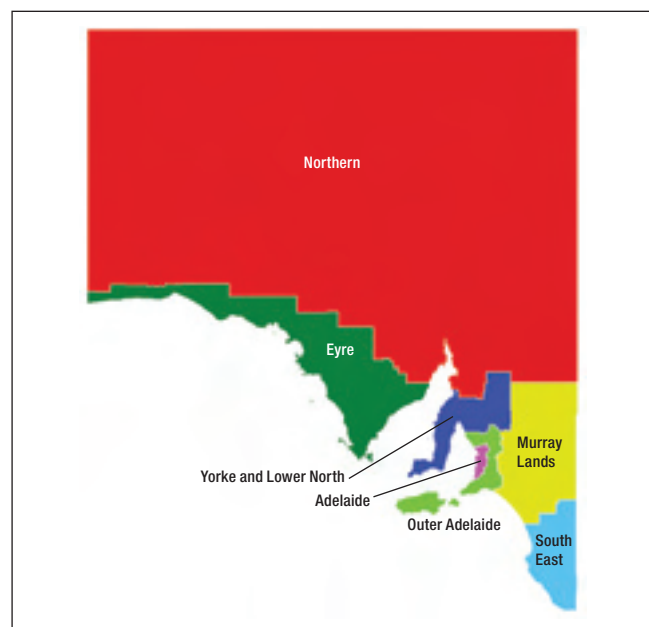 Northern
Eyre
Yorke and Lower North
Adelaide
Outer Adelaide
Murray
Lands
South
East